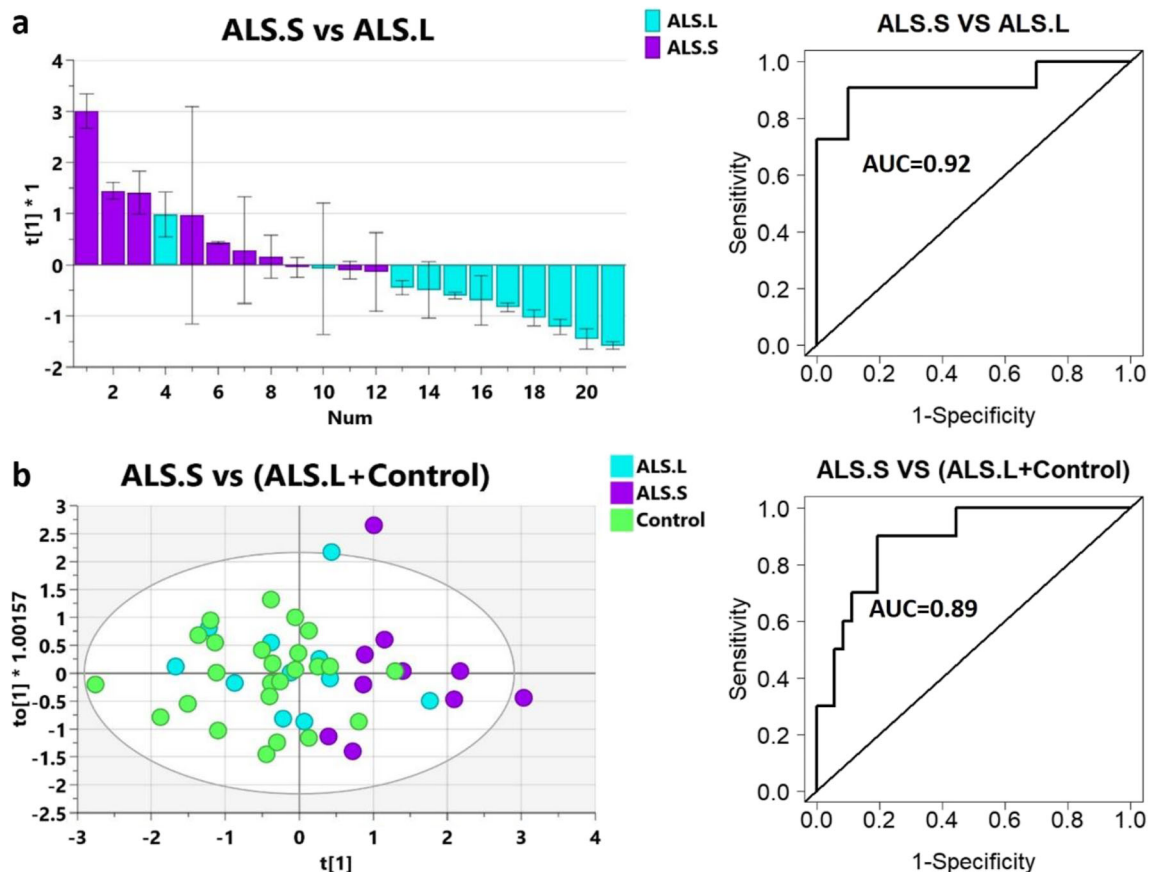 a
ALS.S vs ALS.L
ALS.L
ALS.S
t[1] * 1
4
3
2
1
0
-1
-2
2 4 6 8 10 12 14 16 18 20
Num
ALS.S VS ALS.L
Sensitivity
1.0
0.8
0.6
0.4
0.2
0.0
AUC=0.92
0.0 0.2 0.4 0.6 0.8 1.0
1-Specificity
b
ALS.S vs (ALS.L+Control)
ALS.L
ALS.S
Control
to[1] * 1.00157
3
2.5
2
1.5
1
0.5
0
-0.5
-1
-1.5
-2
-2.5
-3 -2 -1 0 1 2 3 4
t[1]
ALS.S VS (ALS.L+Control)
Sensitivity
1.0
0.8
0.6
0.4
0.2
0.0
AUC=0.89
0.0 0.2 0.4 0.6 0.8 1.0
1-Specificity